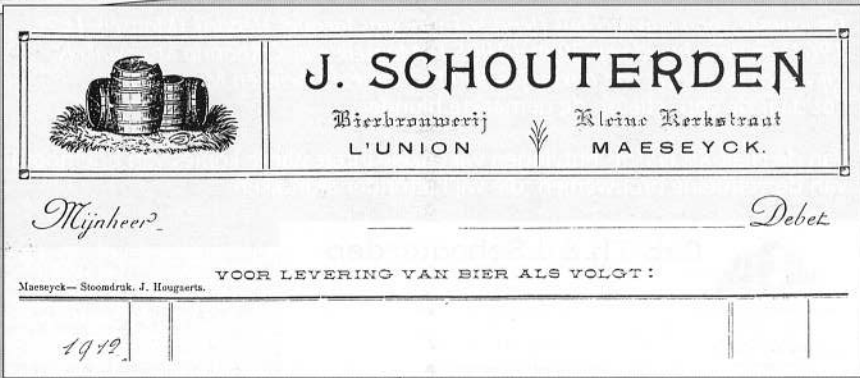 J. SCHOUTERDEN
Bierbrouwerij Kleine Kerkstraat
L'UNION MAESEYCK.
Mijnheer Debet
VOOR LEVERING VAN BIER ALS VOLGT:
Maeseyck— Stoomdruk. J. Hougaerts.
1912.